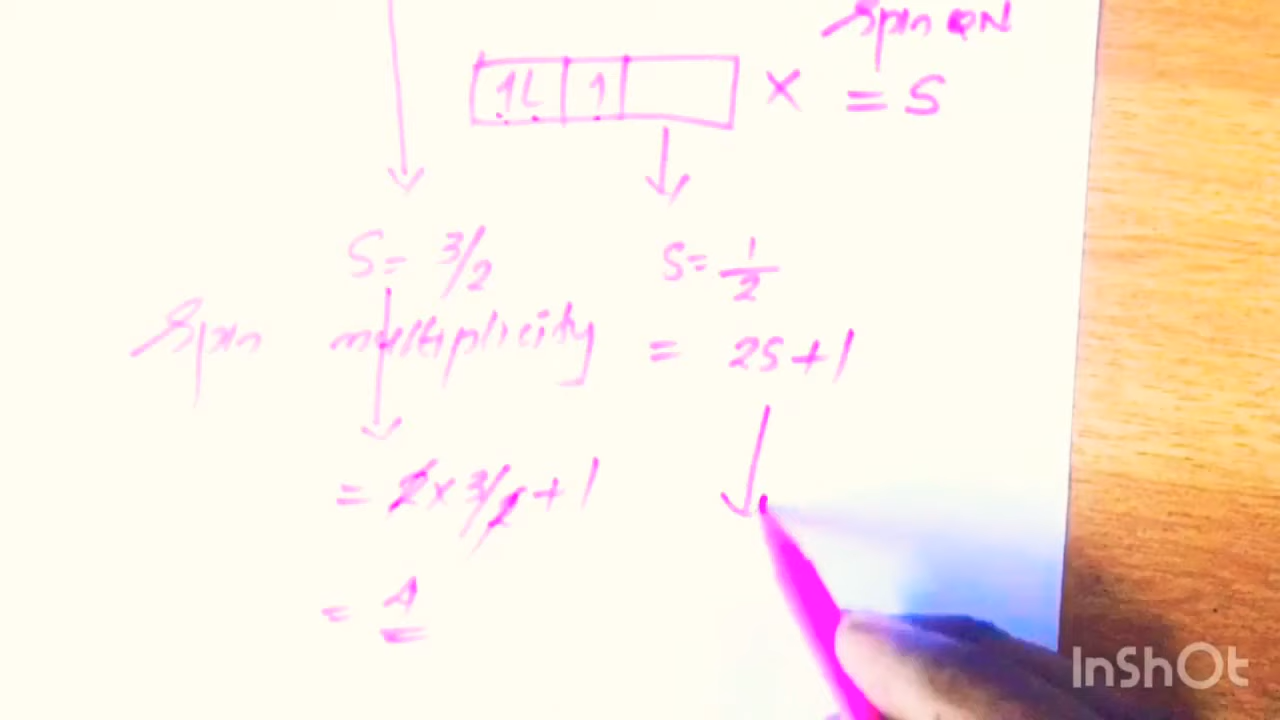 Spin QN
1L 1 × = S
S = 3/2 S = 1/2
Spin multiplicity = 2S+1
= 2×3/2+1
= 4
InShOt